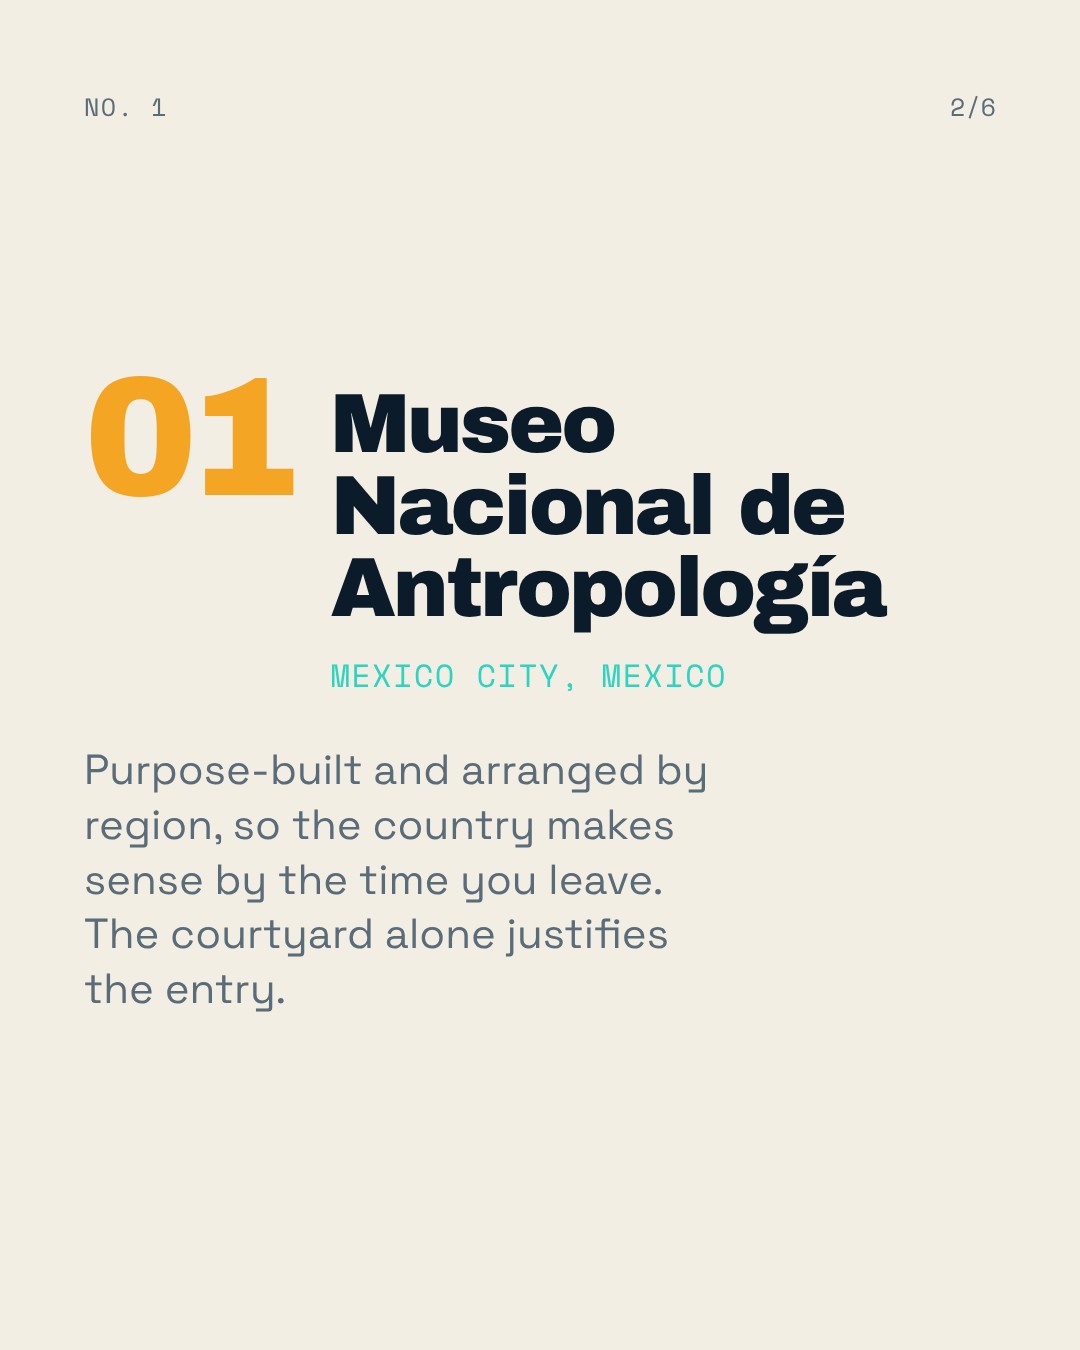 NO. 1
2/6
01
Museo
Nacional de
Antropología
MEXICO CITY, MEXICO
Purpose-built and arranged by
region, so the country makes
sense by the time you leave.
The courtyard alone justifies
the entry.